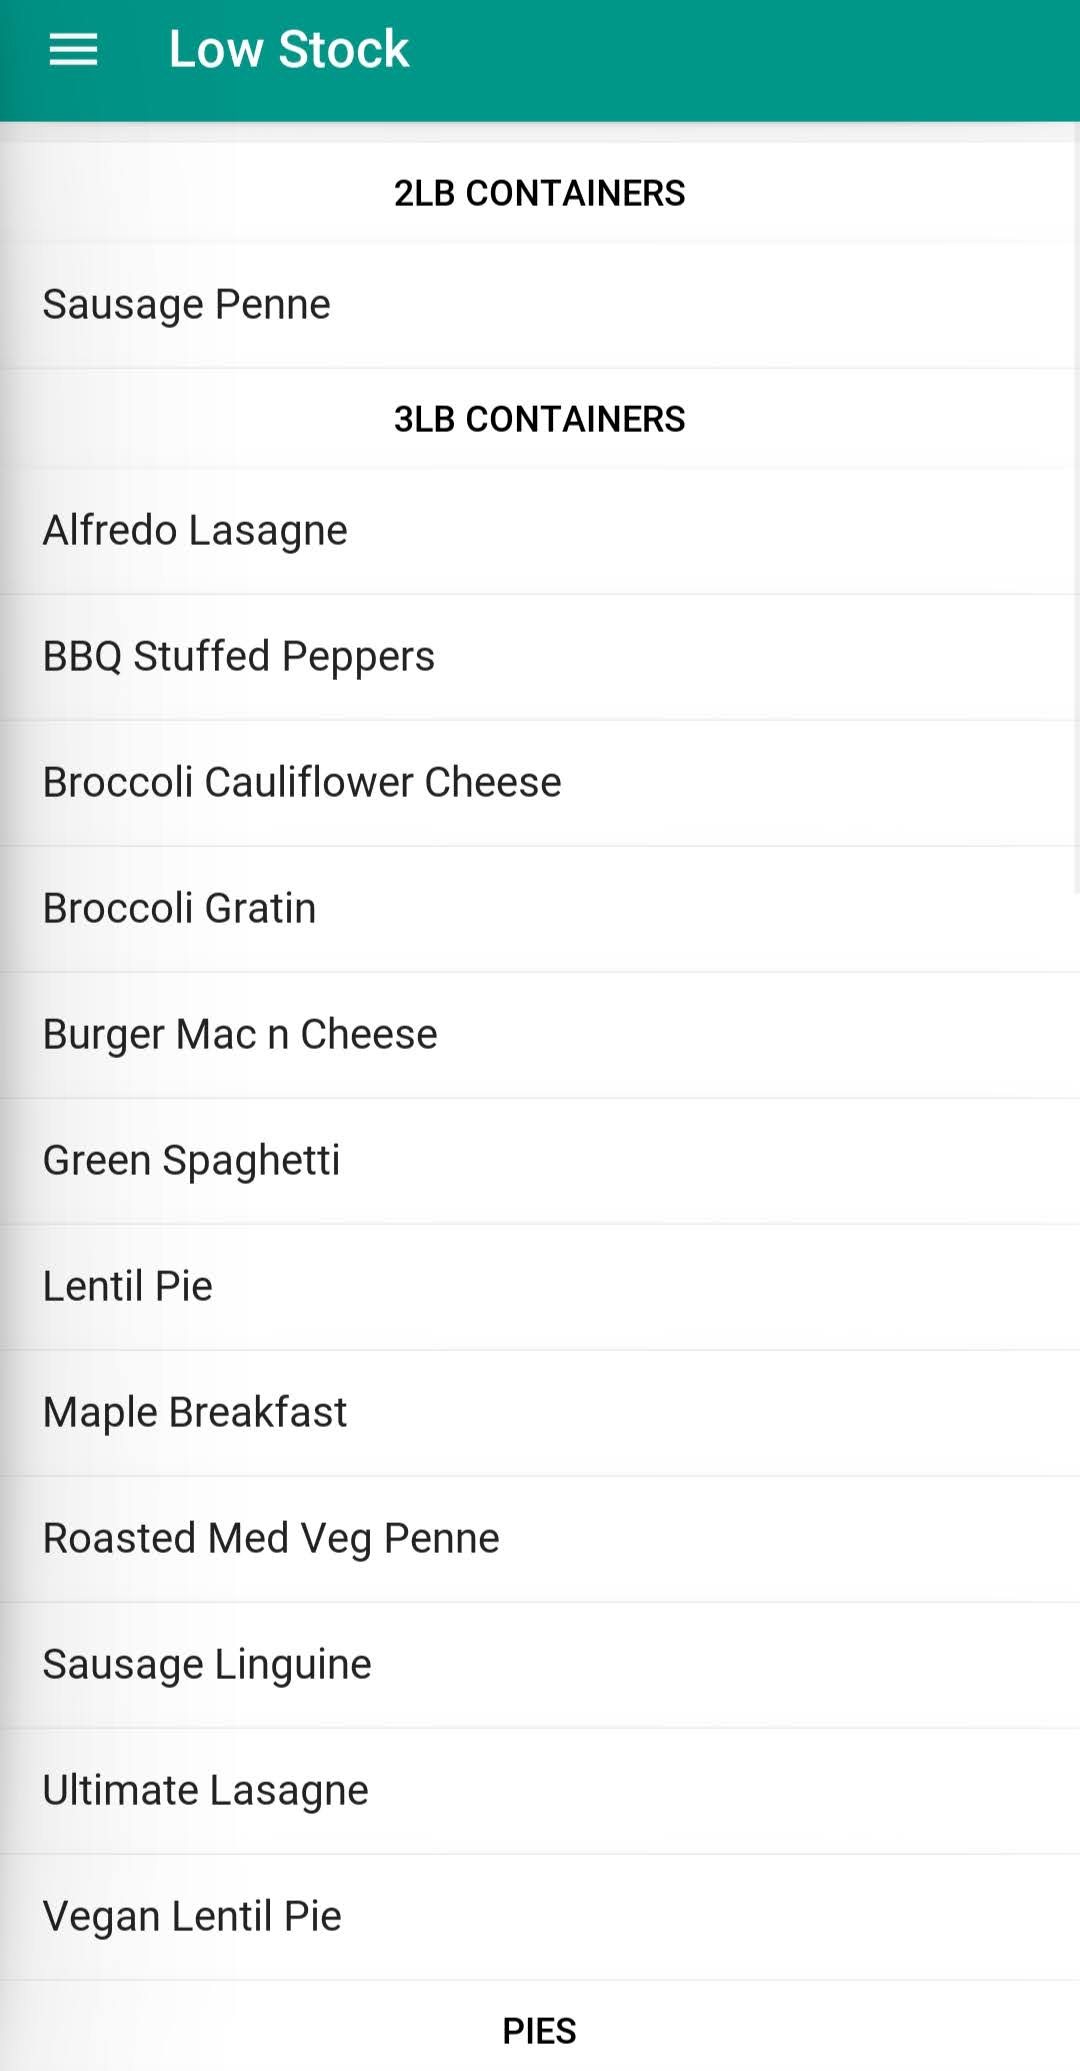 Low Stock
2LB CONTAINERS
Sausage Penne
3LB CONTAINERS
Alfredo Lasagne
BBQ Stuffed Peppers
Broccoli Cauliflower Cheese
Broccoli Gratin
Burger Mac n Cheese
Green Spaghetti
Lentil Pie
Maple Breakfast
Roasted Med Veg Penne
Sausage Linguine
Ultimate Lasagne
Vegan Lentil Pie
PIES